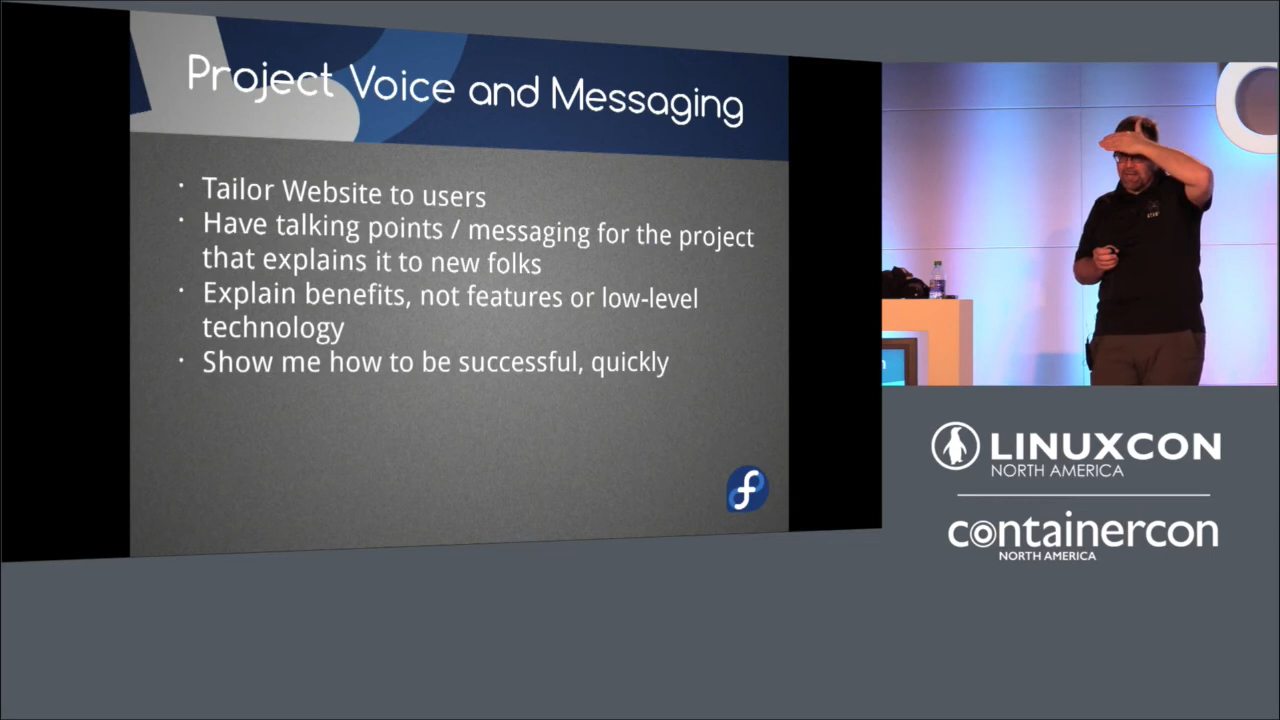 Project Voice and Messaging
· Tailor Website to users
· Have talking points / messaging for the project
that explains it to new folks
· Explain benefits, not features or low-level
technology
· Show me how to be successful, quickly
LINUXCON
NORTH AMERICA
containercon
NORTH AMERICA